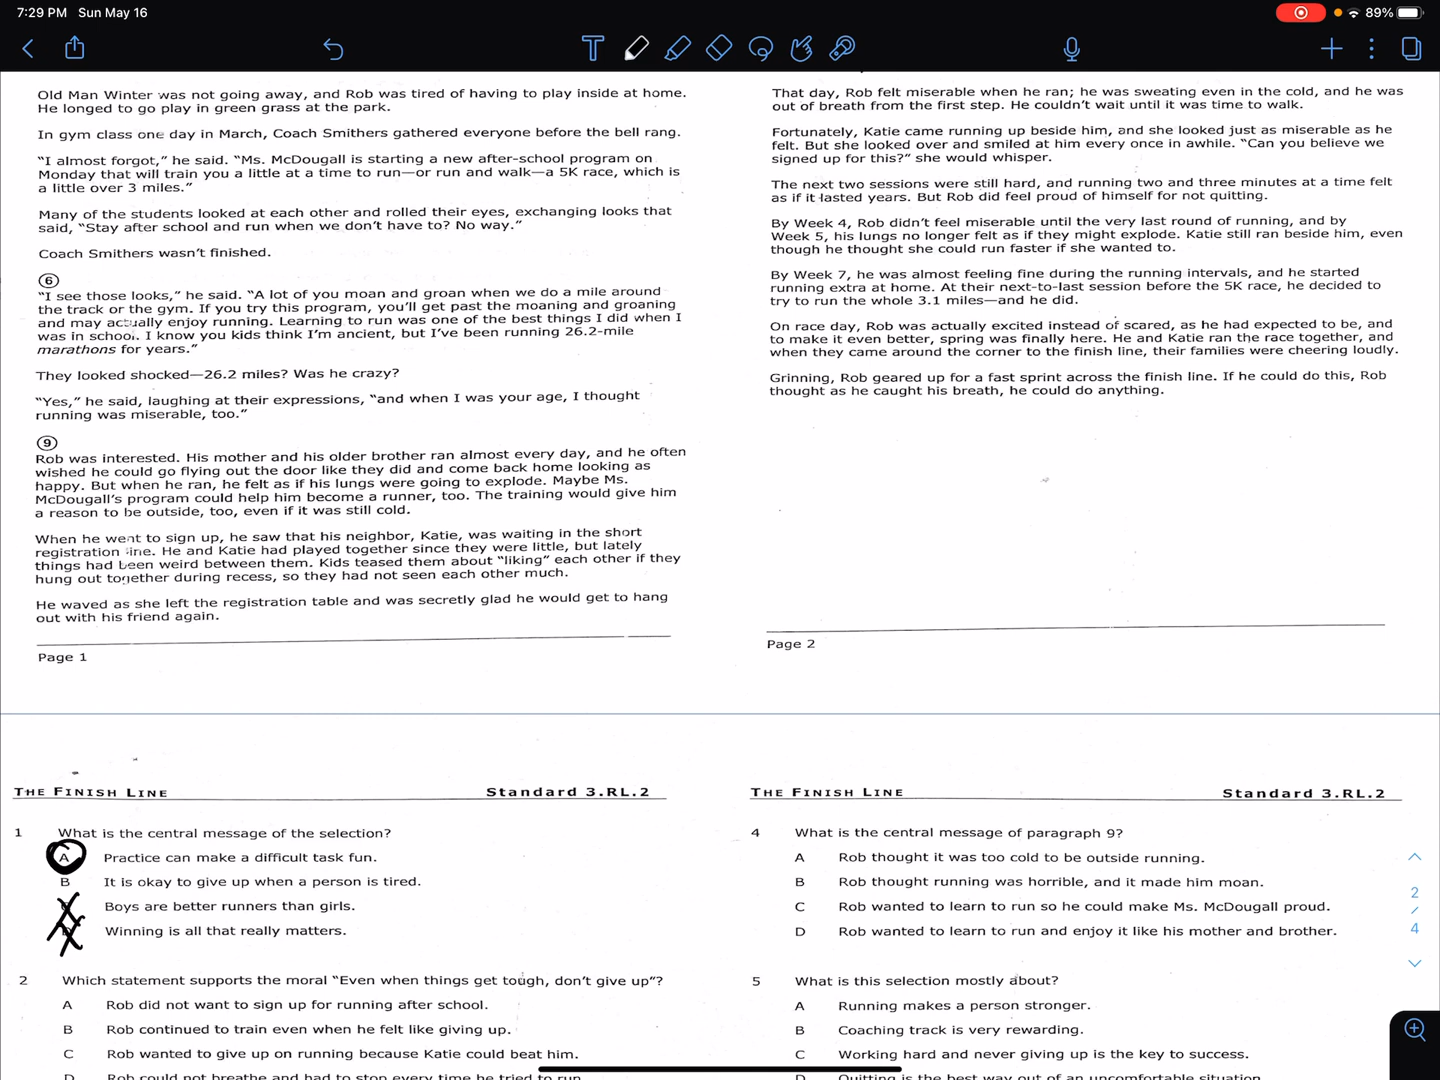 7:29 PM Sun May 16
89%
Old Man Winter was not going away, and Rob was tired of having to play inside at home.
He longed to go play in green grass at the park.
In gym class one day in March, Coach Smithers gathered everyone before the bell rang.
“I almost forgot,” he said. “Ms. McDougall is starting a new after-school program on
Monday that will train you a little at a time to run—or run and walk—a 5K race, which is
a little over 3 miles.”
Many of the students looked at each other and rolled their eyes, exchanging looks that
said, “Stay after school and run when we don’t have to? No way.”
Coach Smithers wasn’t finished.
6
“I see those looks,” he said. “A lot of you moan and groan when we do a mile around
the track or the gym. If you try this program, you’ll get past the moaning and groaning
and may actually enjoy running. Learning to run was one of the best things I did when I
was in school. I know you kids think I’m ancient, but I’ve been running 26.2-mile
marathons for years.”
They looked shocked—26.2 miles? Was he crazy?
“Yes,” he said, laughing at their expressions, “and when I was your age, I thought
running was miserable, too.”
9
Rob was interested. His mother and his older brother ran almost every day, and he often
wished he could go flying out the door like they did and come back home looking as
happy. But when he ran, he felt as if his lungs were going to explode. Maybe Ms.
McDougall’s program could help him become a runner, too. The training would give him
a reason to be outside, too, even if it was still cold.
When he went to sign up, he saw that his neighbor, Katie, was waiting in the short
registration line. He and Katie had played together since they were little, but lately
things had been weird between them. Kids teased them about “liking” each other if they
hung out together during recess, so they had not seen each other much.
He waved as she left the registration table and was secretly glad he would get to hang
out with his friend again.
Page 1
That day, Rob felt miserable when he ran; he was sweating even in the cold, and he was
out of breath from the first step. He couldn’t wait until it was time to walk.
Fortunately, Katie came running up beside him, and she looked just as miserable as he
felt. But she looked over and smiled at him every once in awhile. “Can you believe we
signed up for this?” she would whisper.
The next two sessions were still hard, and running two and three minutes at a time felt
as if it lasted years. But Rob did feel proud of himself for not quitting.
By Week 4, Rob didn’t feel miserable until the very last round of running, and by
Week 5, his lungs no longer felt as if they might explode. Katie still ran beside him, even
though he thought she could run faster if she wanted to.
By Week 7, he was almost feeling fine during the running intervals, and he started
running extra at home. At their next-to-last session before the 5K race, he decided to
try to run the whole 3.1 miles—and he did.
On race day, Rob was actually excited instead of scared, as he had expected to be, and
to make it even better, spring was finally here. He and Katie ran the race together, and
when they came around the corner to the finish line, their families were cheering loudly.
Grinning, Rob geared up for a fast sprint across the finish line. If he could do this, Rob
thought as he caught his breath, he could do anything.
Page 2
THE FINISH LINE Standard 3.RL.2
1 What is the central message of the selection?
A Practice can make a difficult task fun.
B It is okay to give up when a person is tired.
Boys are better runners than girls.
Winning is all that really matters.
2 Which statement supports the moral “Even when things get tough, don’t give up”?
A Rob did not want to sign up for running after school.
B Rob continued to train even when he felt like giving up.
C Rob wanted to give up on running because Katie could beat him.
D Rob could not breathe and had to stop every time he tried to run.
THE FINISH LINE Standard 3.RL.2
4 What is the central message of paragraph 9?
A Rob thought it was too cold to be outside running.
B Rob thought running was horrible, and it made him moan.
C Rob wanted to learn to run so he could make Ms. McDougall proud.
D Rob wanted to learn to run and enjoy it like his mother and brother.
5 What is this selection mostly about?
A Running makes a person stronger.
B Coaching track is very rewarding.
C Working hard and never giving up is the key to success.
D Quitting is the best way out of an uncomfortable situation.
2
/
4